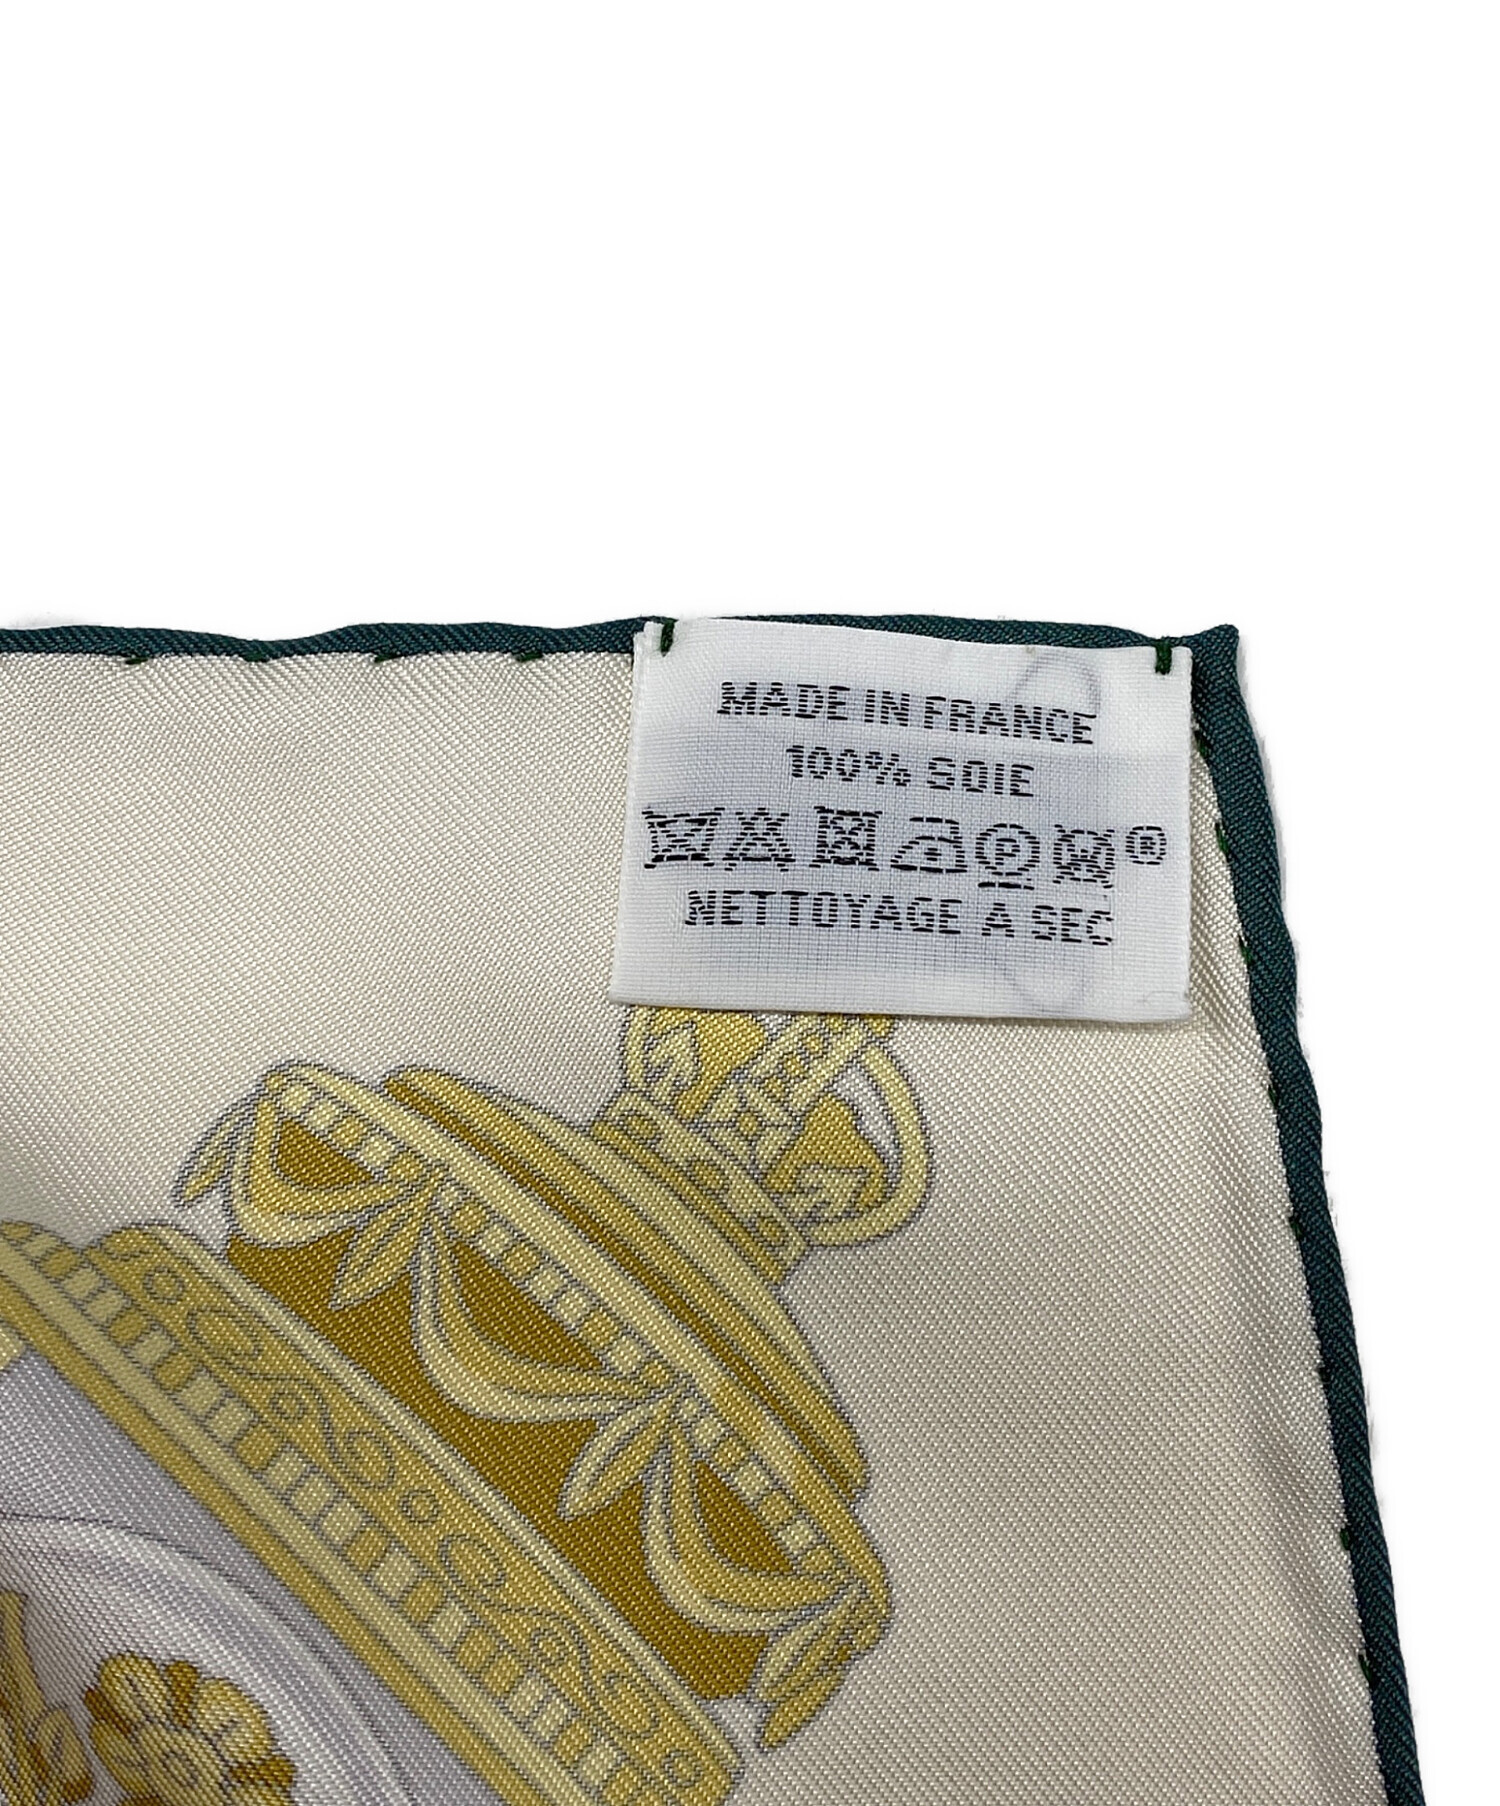 MADE IN FRANCE
100% SOIE
P ®
NETTOYAGE A SEC